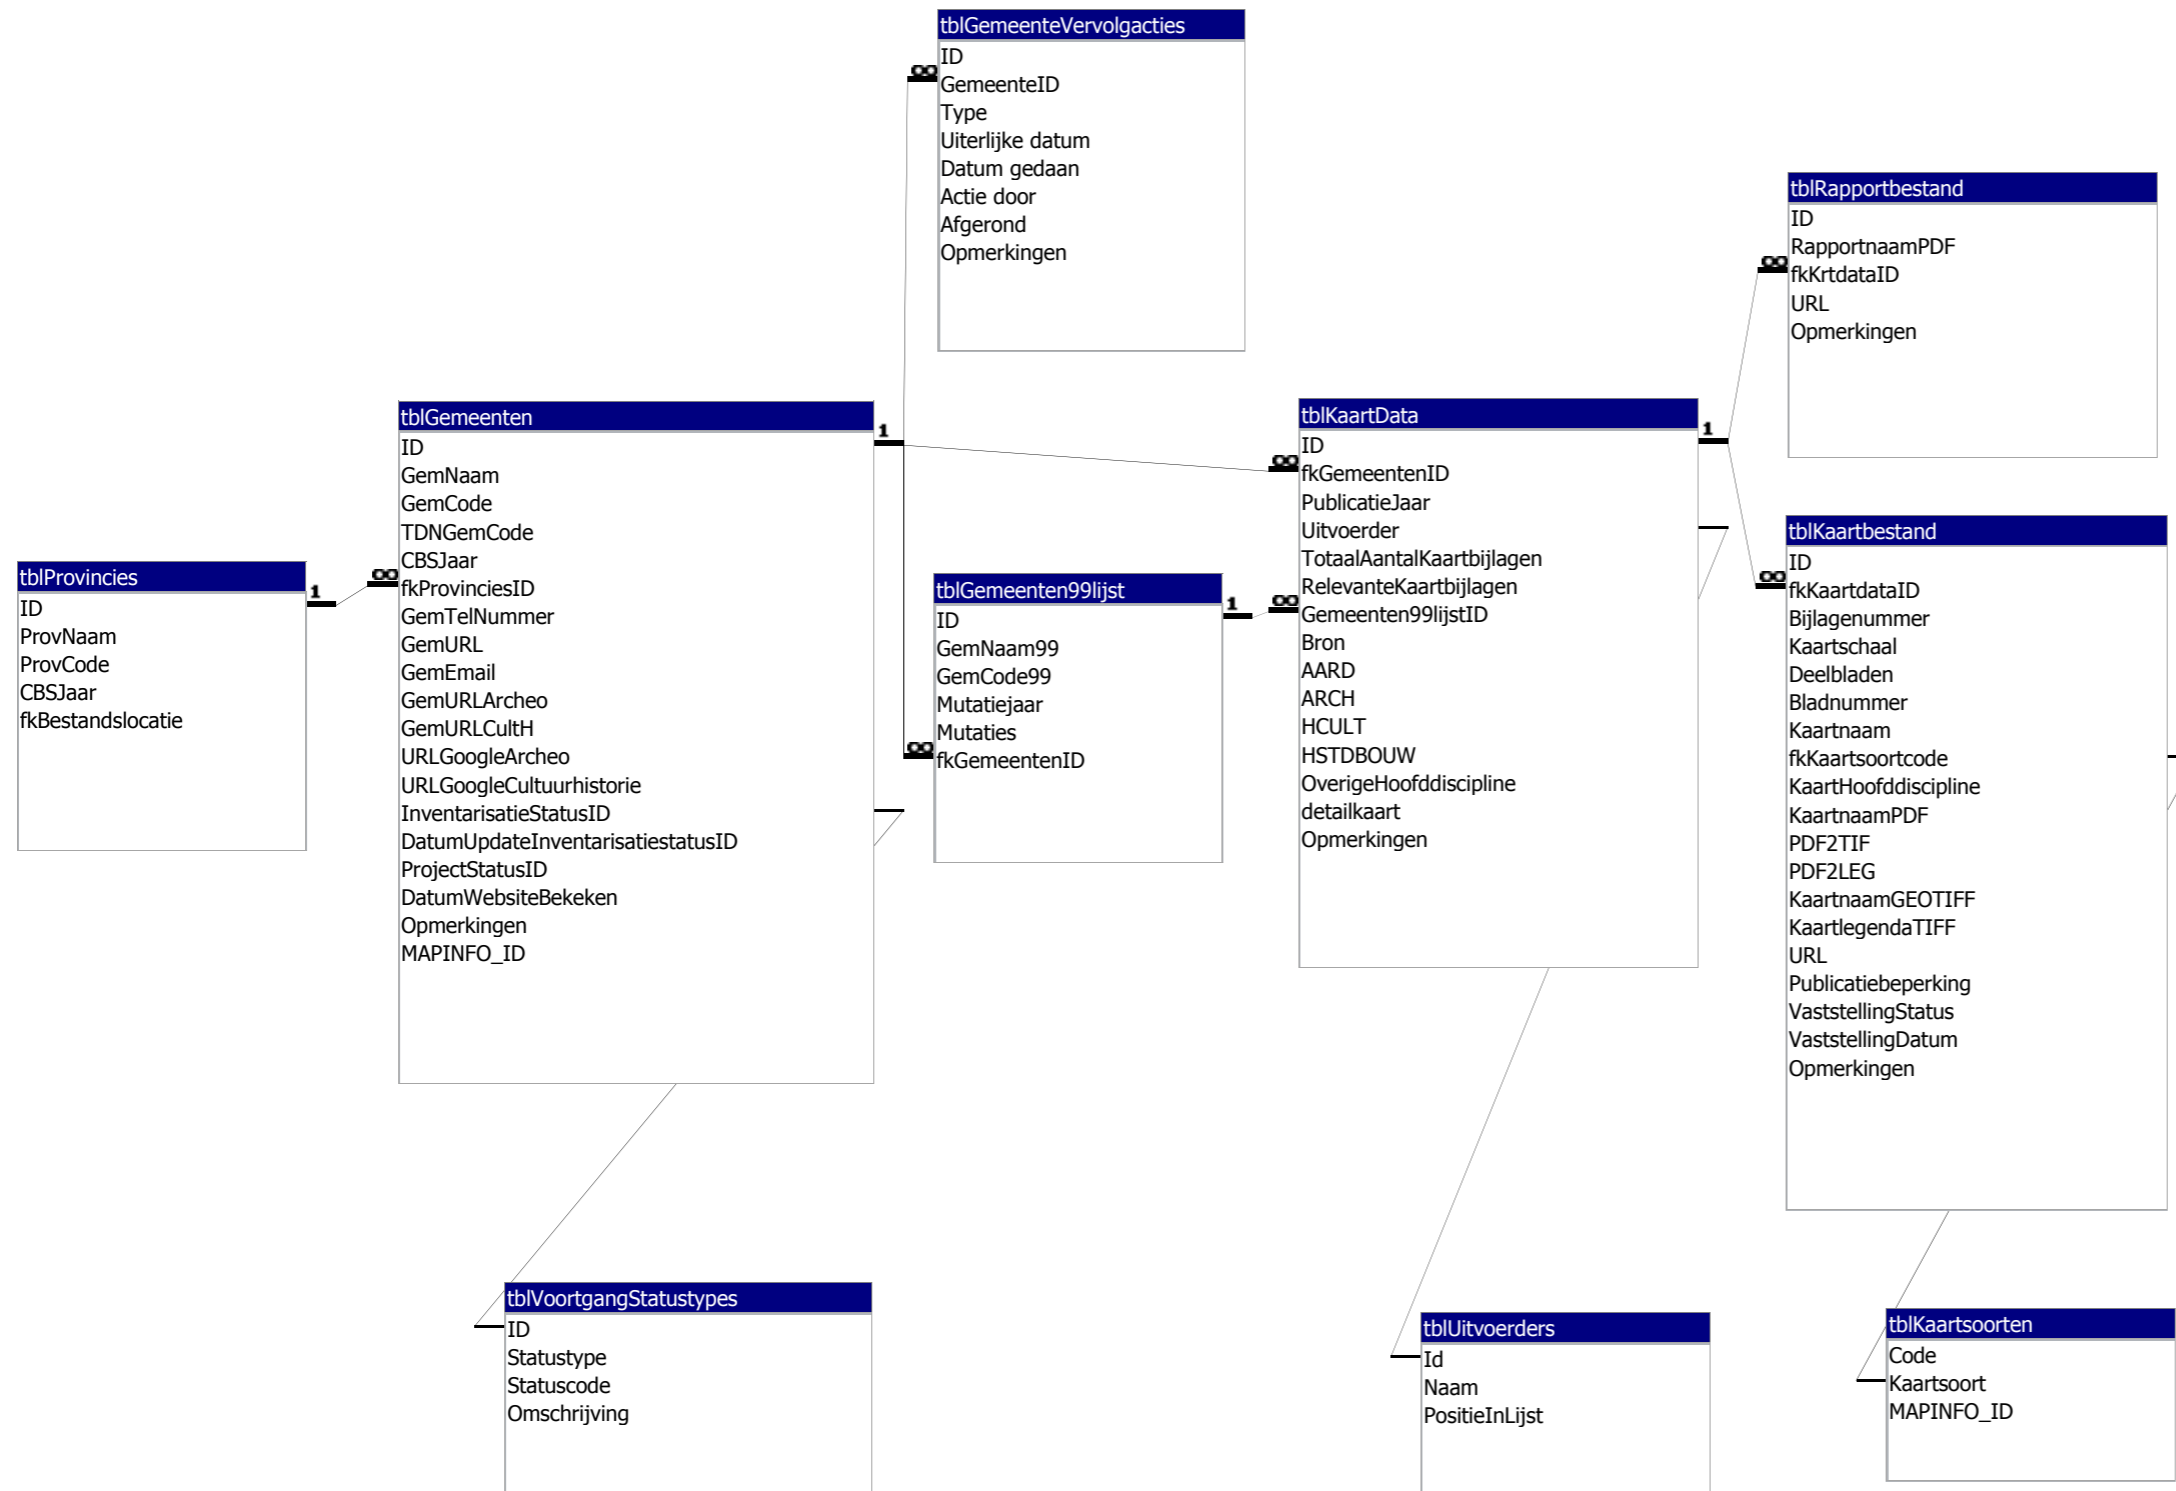 tblGemeenteVervolgacties
ID
GemeenteID
Type
Uiterlijke datum
Datum gedaan
Actie door
Afgerond
Opmerkingen
tblRapportbestand
ID
RapportnaamPDF
fkKrtdataID
URL
Opmerkingen
tblGemeenten
ID
GemNaam
GemCode
TDNGemCode
CBSJaar
fkProvinciesID
GemTelNummer
GemURL
GemEmail
GemURLArcheo
GemURLCultH
URLGoogleArcheo
URLGoogleCultuurhistorie
InventarisatieStatusID
DatumUpdateInventarisatiestatusID
ProjectStatusID
DatumWebsiteBekeken
Opmerkingen
MAPINFO_ID
1
∞
∞
tblKaartData
ID
fkGemeentenID
PublicatieJaar
Uitvoerder
TotaalAantalKaartbijlagen
RelevanteKaartbijlagen
Gemeenten99lijstID
Bron
AARD
ARCH
HCULT
HSTDBOUW
OverigeHoofddiscipline
detailkaart
Opmerkingen
1
∞
∞
tblKaartbestand
ID
fkKaartdataID
Bijlagenummer
Kaartschaal
Deelbladen
Bladnummer
Kaartnaam
fkKaartsoortcode
KaartHoofddiscipline
KaartnaamPDF
PDF2TIF
PDF2LEG
KaartnaamGEOTIFF
KaartlegendaTIFF
URL
Publicatiebeperking
VaststellingStatus
VaststellingDatum
Opmerkingen
tblProvincies
ID
ProvNaam
ProvCode
CBSJaar
fkBestandslocatie
1
∞
tblGemeenten99lijst
ID
GemNaam99
GemCode99
Mutatiejaar
Mutaties
fkGemeentenID
1
∞
∞
tblVoortgangStatustypes
ID
Statustype
Statuscode
Omschrijving
tblUitvoerders
Id
Naam
PositieInLijst
tblKaartsoorten
Code
Kaartsoort
MAPINFO_ID